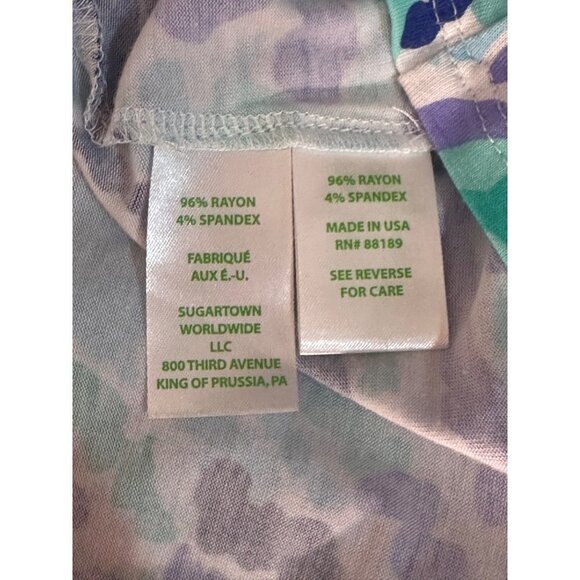 96% RAYON
4% SPANDEX
FABRIQUÉ
AUX É.-U.
SUGARTOWN
WORLDWIDE
LLC
800 THIRD AVENUE
KING OF PRUSSIA, PA
96% RAYON
4% SPANDEX
MADE IN USA
RN# 88189
SEE REVERSE
FOR CARE